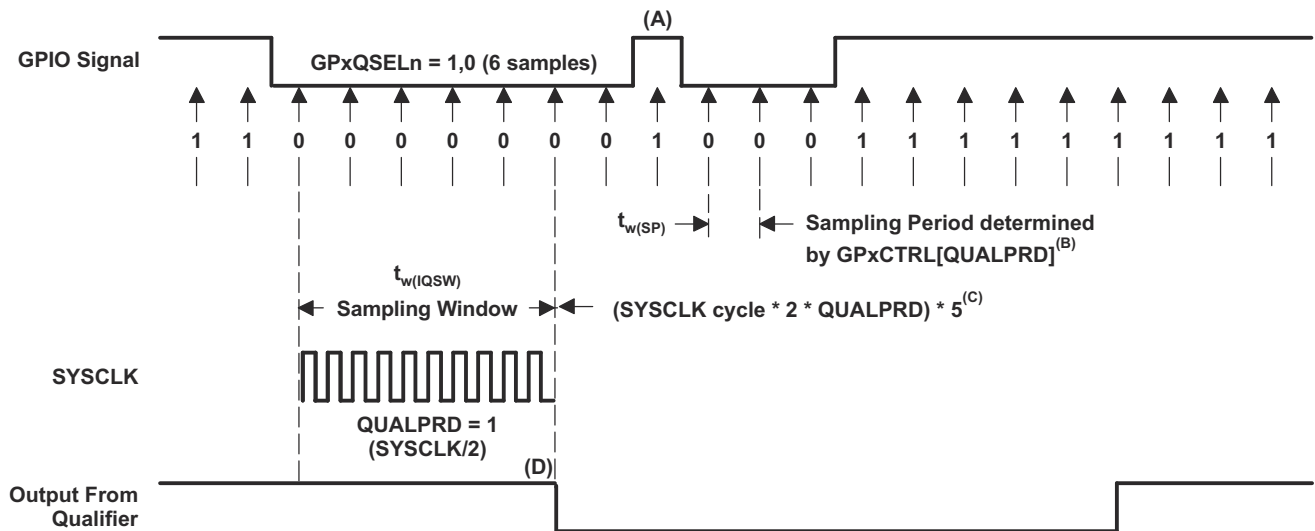 (A)
GPIO Signal
GPxQSELn = 1,0 (6 samples)
1 1 0 0 0 0 0 0 0 1 0 0 0 1 1 1 1 1 1 1 1 1
tw(SP)
Sampling Period determined
by GPxCTRL[QUALPRD](B)
tw(IQSW)
Sampling Window
(SYSCLK cycle * 2 * QUALPRD) * 5(C)
SYSCLK
QUALPRD = 1
(SYSCLK/2)
(D)
Output From
Qualifier